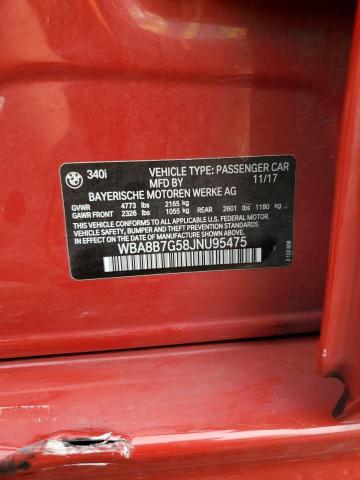 340i
VEHICLE TYPE: PASSENGER CAR
MFD BY 11/17
BAYERISCHE MOTOREN WERKE AG
GVWR 4773 lbs 2165 kg
GAWR FRONT 2326 lbs 1055 kg REAR 2601 lbs 1180 kg
THIS VEHICLE CONFORMS TO ALL APPLICABLE
U.S. FEDERAL MOTOR VEHICLE
SAFETY, BUMPER AND THEFT PREVENTION STANDARDS
IN EFFECT ON THE DATE OF MANUFACTURE SHOWN ABOVE.
WBA8B7G58JNU95475